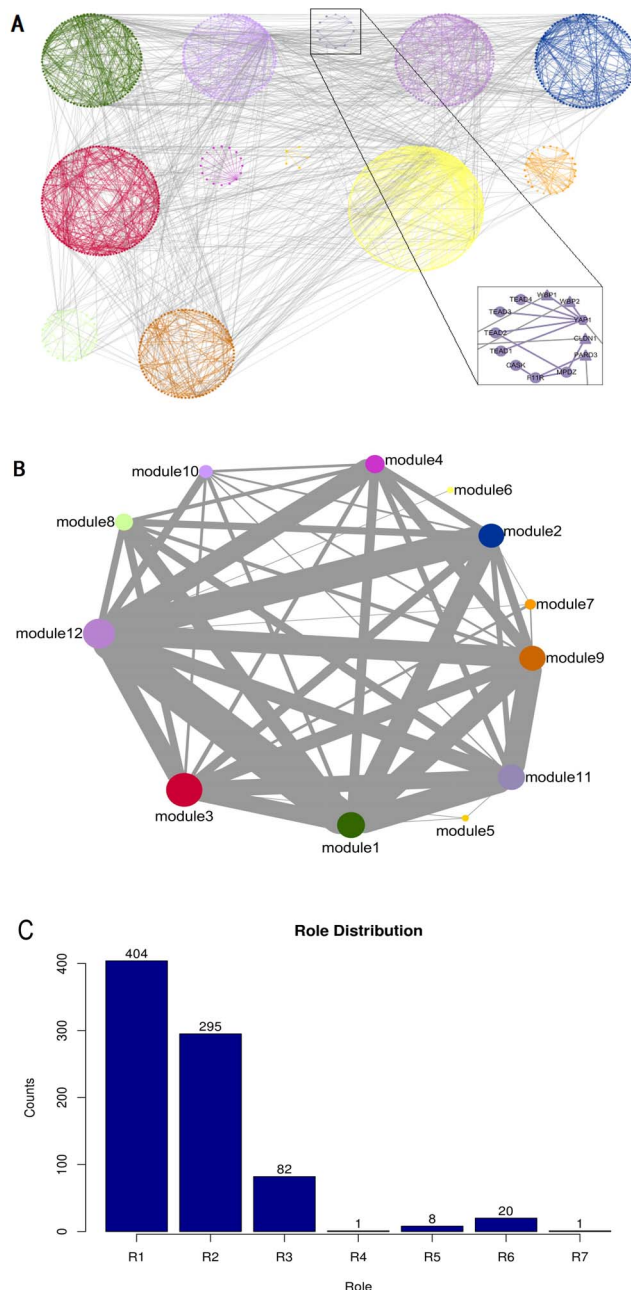 A
TEAD4
WBP1
WBP2
TEAD3
YAP1
TEAD2
CLDN1
TEAD1
PARD3
CASK
MPDZ
F11R
B
module10
module4
module6
module8
module2
module7
module12
module9
module11
module3
module5
module1
C
Role Distribution
404
400
295
300
Counts
200
100
82
20
8
1
1
0
R1 R2 R3 R4 R5 R6 R7
Role